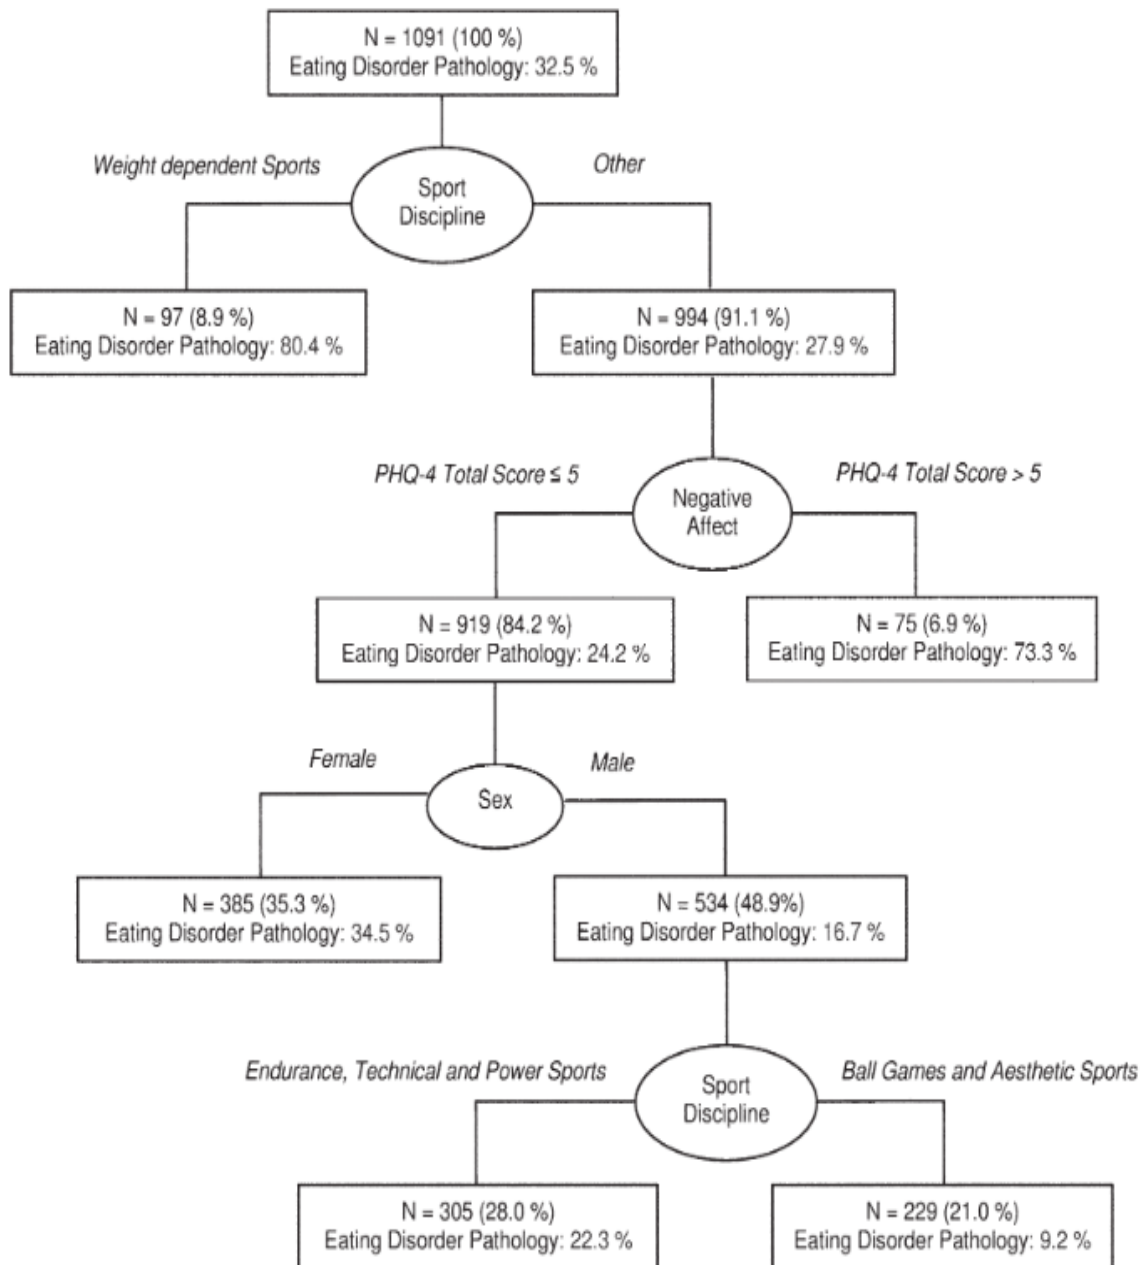 N = 1091 (100 %)
Eating Disorder Pathology: 32.5 %
Weight dependent Sports
Other
Sport
Discipline
N = 97 (8.9 %)
Eating Disorder Pathology: 80.4 %
N = 994 (91.1 %)
Eating Disorder Pathology: 27.9 %
PHQ-4 Total Score ≤ 5
PHQ-4 Total Score > 5
Negative
Affect
N = 919 (84.2 %)
Eating Disorder Pathology: 24.2 %
N = 75 (6.9 %)
Eating Disorder Pathology: 73.3 %
Female
Male
Sex
N = 385 (35.3 %)
Eating Disorder Pathology: 34.5 %
N = 534 (48.9%)
Eating Disorder Pathology: 16.7 %
Endurance, Technical and Power Sports
Ball Games and Aesthetic Sports
Sport
Discipline
N = 305 (28.0 %)
Eating Disorder Pathology: 22.3 %
N = 229 (21.0 %)
Eating Disorder Pathology: 9.2 %